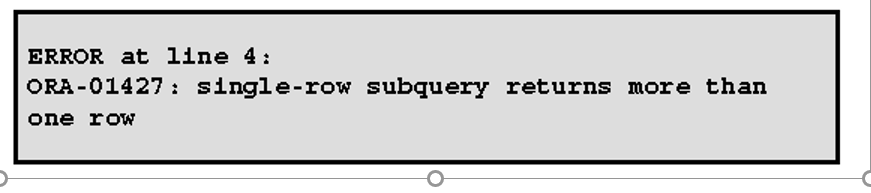 ERROR at line 4:
ORA-01427: single-row subquery returns more than
one row